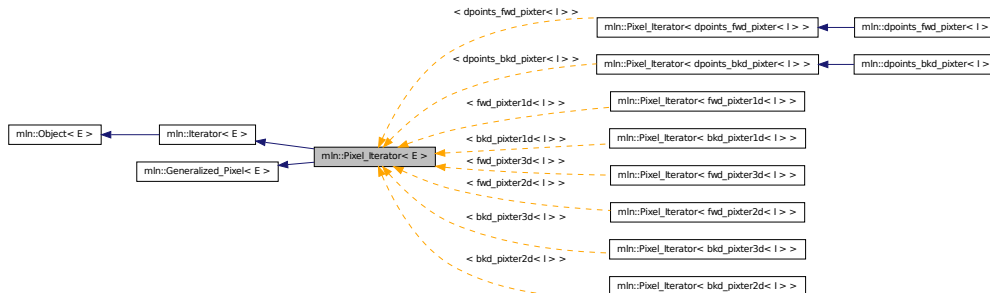 < dpoints_fwd_pixter< I > >
mln::Pixel_Iterator< dpoints_fwd_pixter< I > >
mln::dpoints_fwd_pixter< I >
< dpoints_bkd_pixter< I > >
mln::Pixel_Iterator< dpoints_bkd_pixter< I > >
mln::dpoints_bkd_pixter< I >
< fwd_pixter1d< I > >
mln::Pixel_Iterator< fwd_pixter1d< I > >
mln::Object< E >
mln::Iterator< E >
< bkd_pixter1d< I > >
mln::Pixel_Iterator< bkd_pixter1d< I > >
mln::Pixel_Iterator< E >
mln::Generalized_Pixel< E >
< fwd_pixter3d< I > >
mln::Pixel_Iterator< fwd_pixter3d< I > >
< fwd_pixter2d< I > >
mln::Pixel_Iterator< fwd_pixter2d< I > >
< bkd_pixter3d< I > >
mln::Pixel_Iterator< bkd_pixter3d< I > >
< bkd_pixter2d< I > >
mln::Pixel_Iterator< bkd_pixter2d< I > >